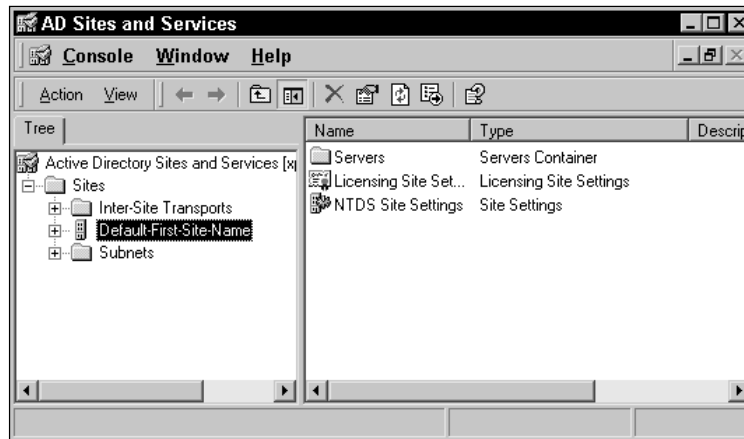 AD Sites and Services
Console Window Help
Action View
Tree
Name Type Descrip
Active Directory Sites and Services [xp
Sites
Inter-Site Transports
Default-First-Site-Name
Subnets
Servers Servers Container
Licensing Site Set... Licensing Site Settings
NTDS Site Settings Site Settings